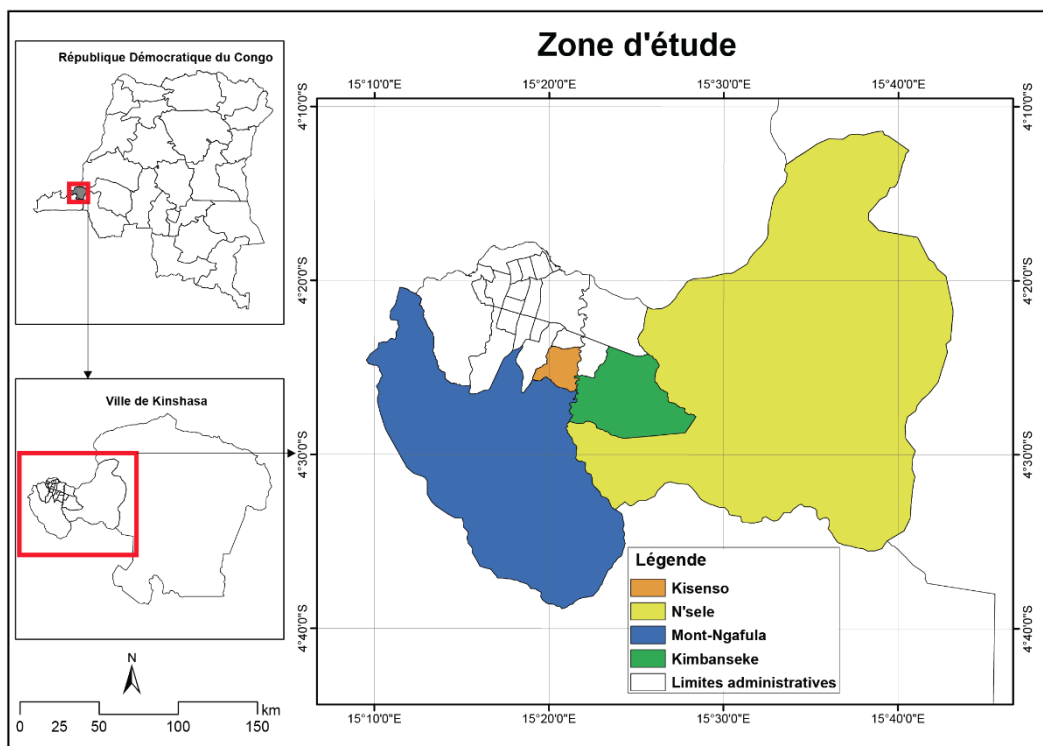 Zone d'étude
République Démocratique du Congo
Ville de Kinshasa
N
km
0 25 50 100 150
15°10'0"E 15°20'0"E 15°30'0"E 15°40'0"E
4°10'0"S 4°10'0"S
4°20'0"S 4°20'0"S
4°30'0"S 4°30'0"S
4°40'0"S 4°40'0"S
15°10'0"E 15°20'0"E 15°30'0"E 15°40'0"E
Légende
Kisenso
N'sele
Mont-Ngafula
Kimbanseke
Limites administratives